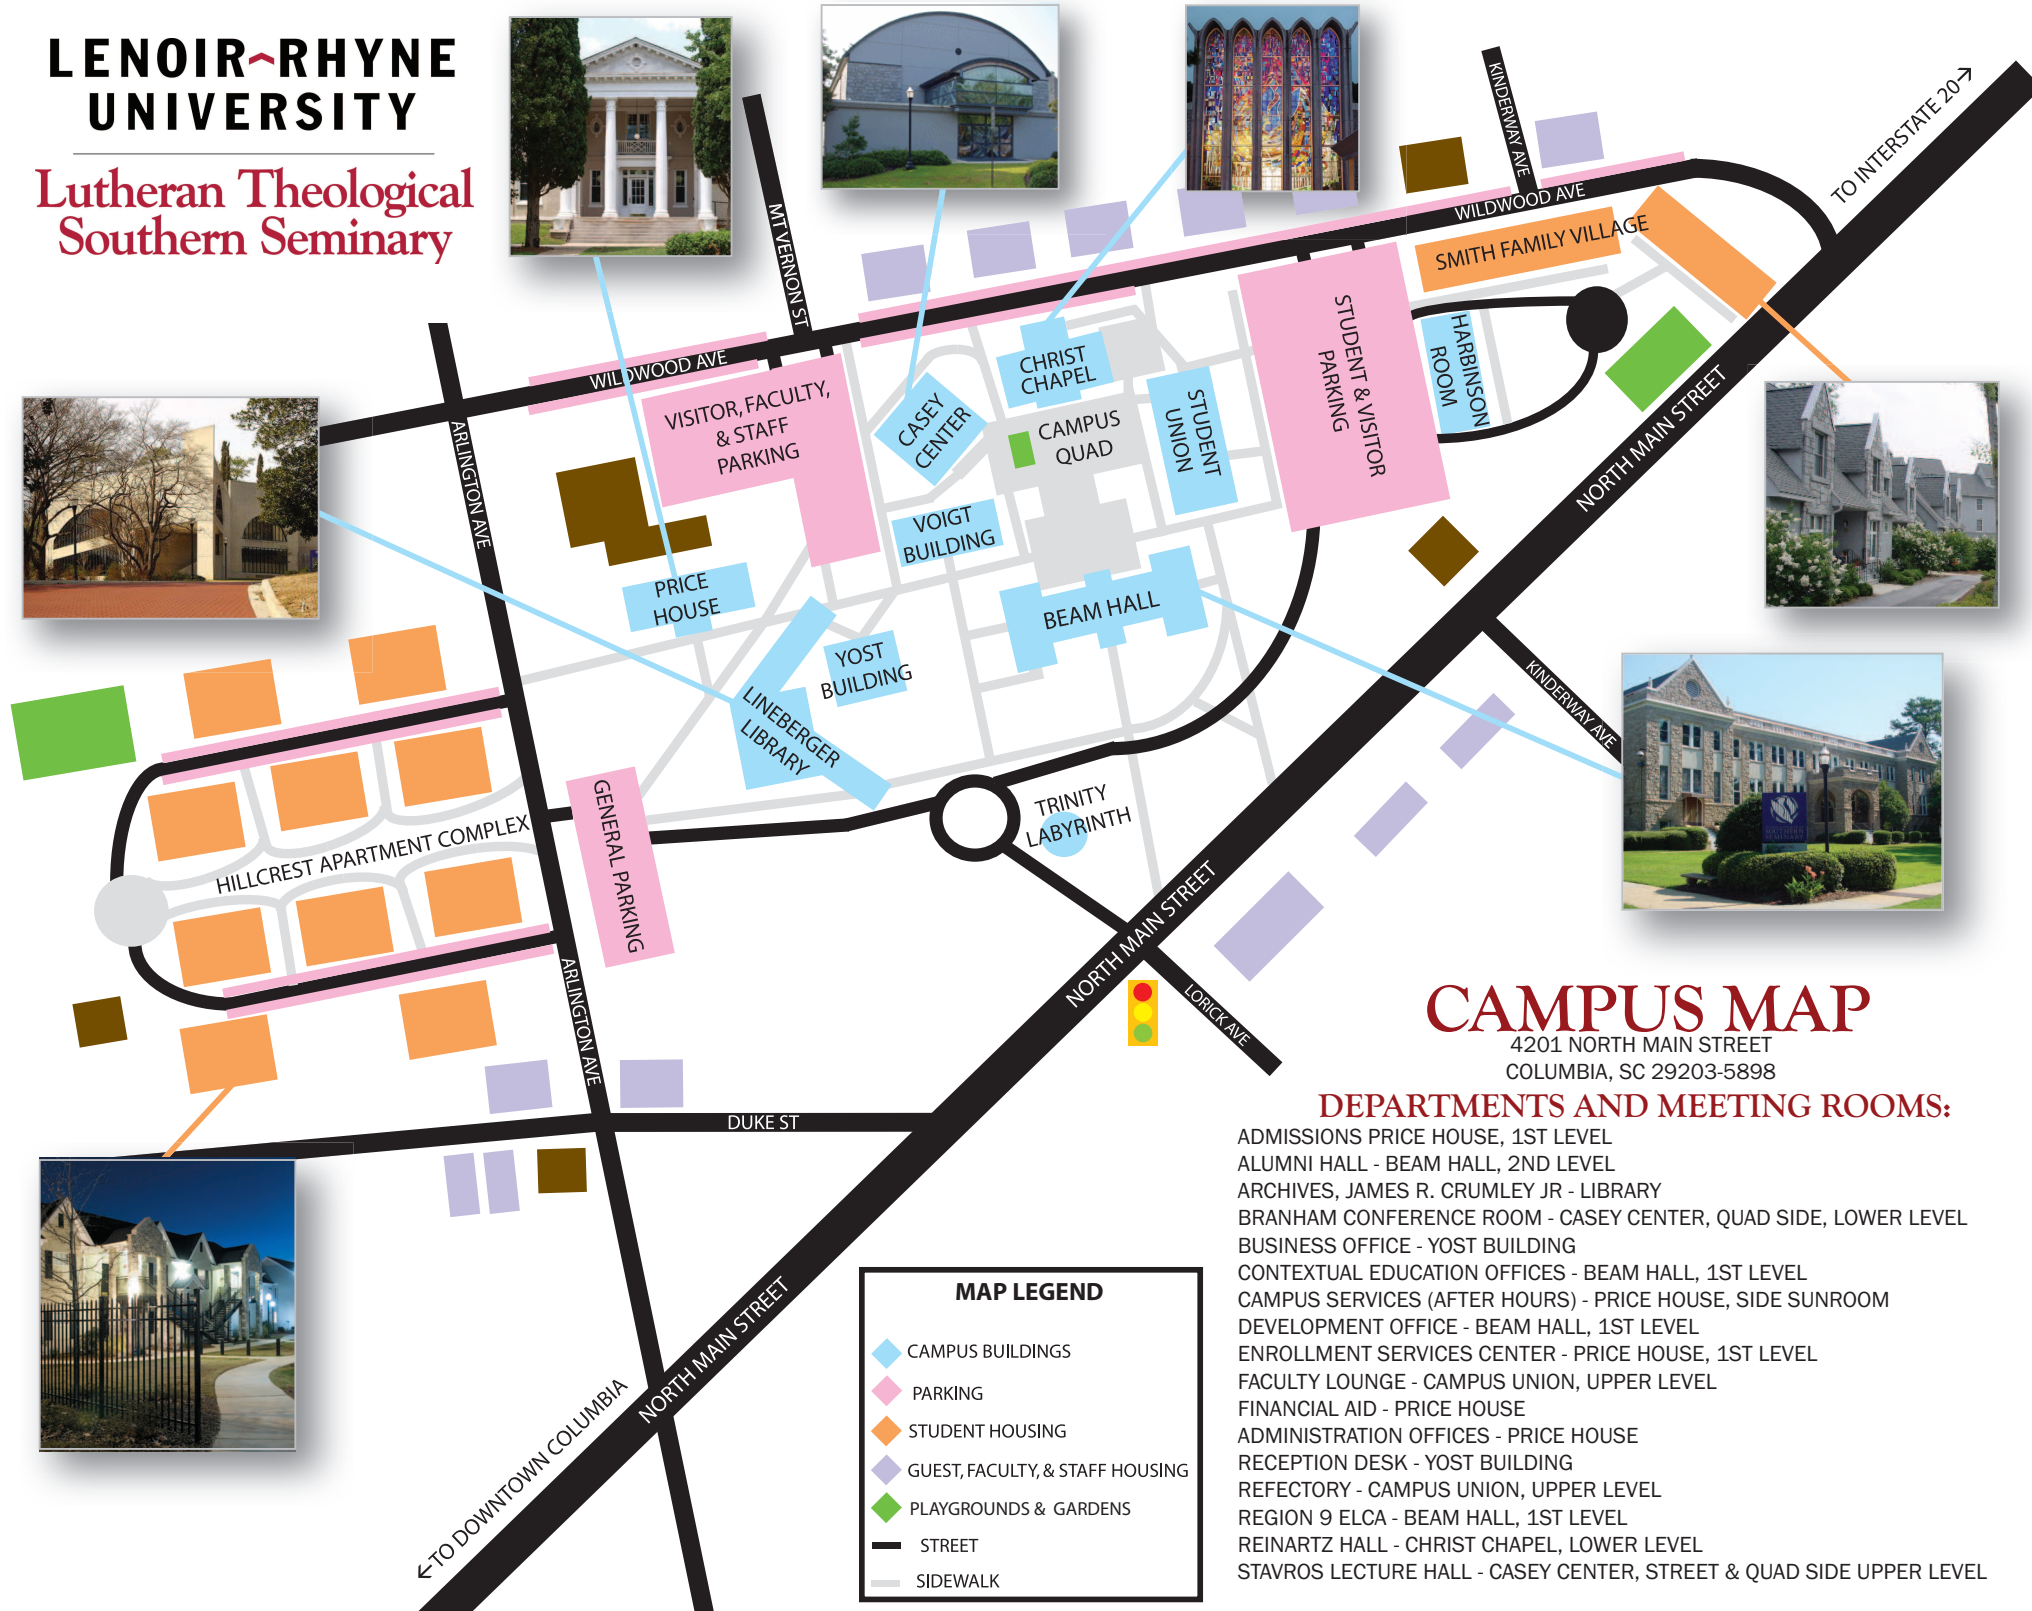 LENOIR-RHYNE
UNIVERSITY
Lutheran Theological
Southern Seminary
MT VERNON ST
KINDERWAY AVE
TO INTERSTATE 20→
WILDWOOD AVE
SMITH FAMILY VILLAGE
WILDWOOD AVE
VISITOR, FACULTY,
& STAFF
PARKING
CASEY
CENTER
CHRIST
CHAPEL
CAMPUS
QUAD
STUDENT
UNION
STUDENT & VISITOR
PARKING
HARBINSON
ROOM
NORTH MAIN STREET
ARLINGTON AVE
VOIGT
BUILDING
PRICE
HOUSE
BEAM HALL
YOST
BUILDING
LINEBERGER
LIBRARY
KINDERWAY AVE
GENERAL PARKING
TRINITY
LABYRINTH
HILLCREST APARTMENT COMPLEX
NORTH MAIN STREET
LORICK AVE
ARLINGTON AVE
DUKE ST
NORTH MAIN STREET
←TO DOWNTOWN COLUMBIA
MAP LEGEND
CAMPUS BUILDINGS
PARKING
STUDENT HOUSING
GUEST, FACULTY, & STAFF HOUSING
PLAYGROUNDS & GARDENS
STREET
SIDEWALK
CAMPUS MAP
4201 NORTH MAIN STREET
COLUMBIA, SC 29203-5898
DEPARTMENTS AND MEETING ROOMS:
ADMISSIONS PRICE HOUSE, 1ST LEVEL
ALUMNI HALL - BEAM HALL, 2ND LEVEL
ARCHIVES, JAMES R. CRUMLEY JR - LIBRARY
BRANHAM CONFERENCE ROOM - CASEY CENTER, QUAD SIDE, LOWER LEVEL
BUSINESS OFFICE - YOST BUILDING
CONTEXTUAL EDUCATION OFFICES - BEAM HALL, 1ST LEVEL
CAMPUS SERVICES (AFTER HOURS) - PRICE HOUSE, SIDE SUNROOM
DEVELOPMENT OFFICE - BEAM HALL, 1ST LEVEL
ENROLLMENT SERVICES CENTER - PRICE HOUSE, 1ST LEVEL
FACULTY LOUNGE - CAMPUS UNION, UPPER LEVEL
FINANCIAL AID - PRICE HOUSE
ADMINISTRATION OFFICES - PRICE HOUSE
RECEPTION DESK - YOST BUILDING
REFECTORY - CAMPUS UNION, UPPER LEVEL
REGION 9 ELCA - BEAM HALL, 1ST LEVEL
REINARTZ HALL - CHRIST CHAPEL, LOWER LEVEL
STAVROS LECTURE HALL - CASEY CENTER, STREET & QUAD SIDE UPPER LEVEL